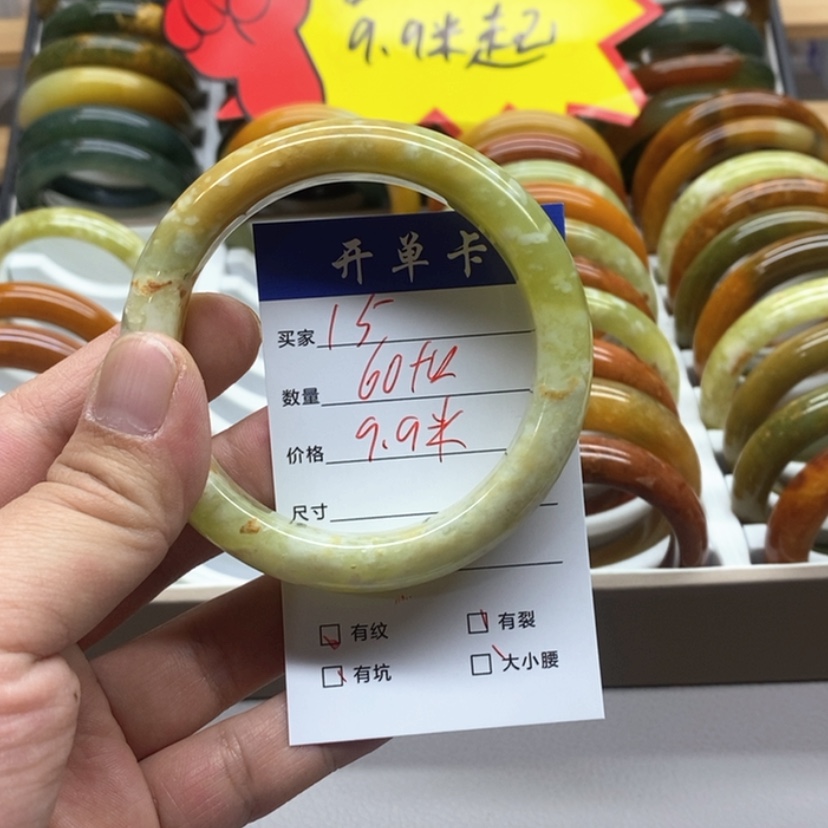 9.9米起
开单卡
买家 15
数量 60fu
价格 9.9米
尺寸
有纹 有裂
有坑 大小腰